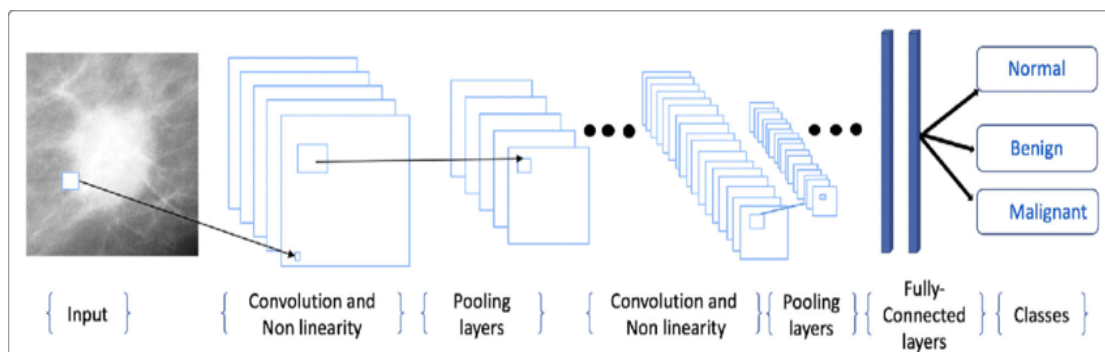 Normal
Benign
Malignant
Input
Convolution and
Non linearity
Pooling
layers
Convolution and
Non linearity
Pooling
layers
Fully-
Connected
layers
Classes